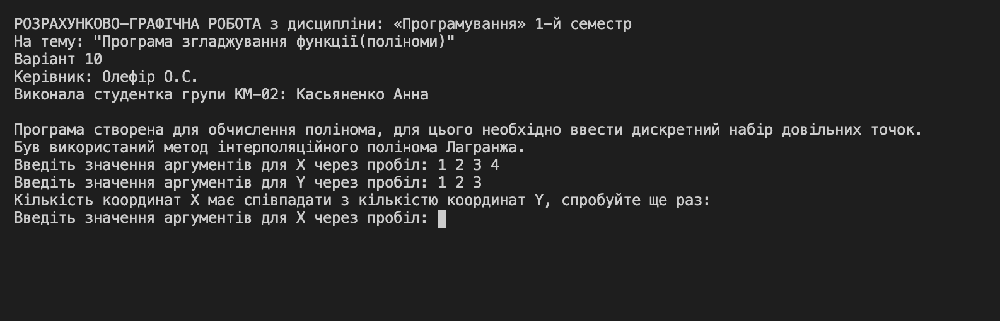 РОЗРАХУНКОВО-ГРАФІЧНА РОБОТА з дисципліни: «Програмування» 1-й семестр
На тему: "Програма згладжування функції(поліноми)"
Варіант 10
Керівник: Олефір О.С.
Виконала студентка групи КМ-02: Касьяненко Анна
Програма створена для обчислення полінома, для цього необхідно ввести дискретний набір довільних точок.
Був використаний метод інтерполяційного полінома Лагранжа.
Введіть значення аргументів для X через пробіл: 1 2 3 4
Введіть значення аргументів для Y через пробіл: 1 2 3
Кількість координат X має співпадати з кількістю координат Y, спробуйте ще раз:
Введіть значення аргументів для X через пробіл: